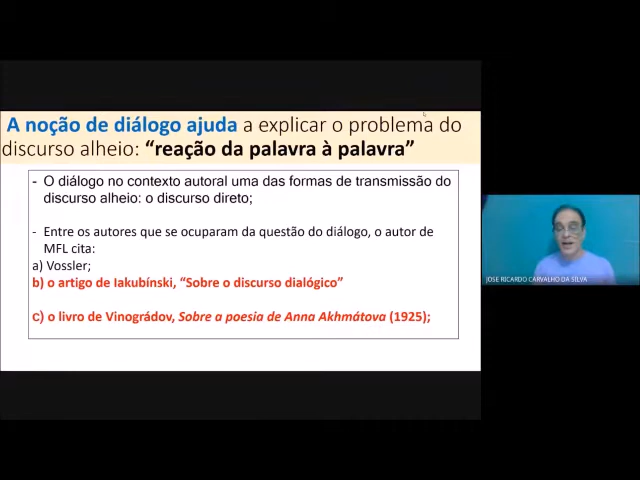 A noção de diálogo ajuda a explicar o problema do
discurso alheio: “reação da palavra à palavra”
- O diálogo no contexto autoral uma das formas de transmissão do
discurso alheio: o discurso direto;
- Entre os autores que se ocuparam da questão do diálogo, o autor de
MFL cita:
a) Vossler;
b) o artigo de Iakubínski, “Sobre o discurso dialógico”
c) o livro de Vinográdov, Sobre a poesia de Anna Akhmátova (1925);
JOSE RICARDO CARVALHO DA SILVA